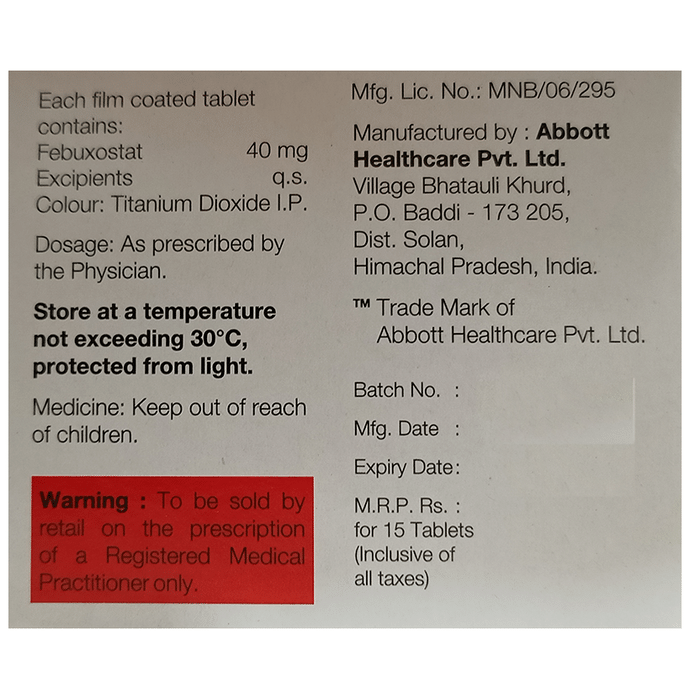 Each film coated tablet
contains:
Febuxostat 40 mg
Excipients q.s.
Colour: Titanium Dioxide I.P.
Dosage: As prescribed by
the Physician.
Store at a temperature
not exceeding 30°C,
protected from light.
Medicine: Keep out of reach
of children.
Warning : To be sold by
retail on the prescription
of a Registered Medical
Practitioner only.
Mfg. Lic. No.: MNB/06/295
Manufactured by : Abbott
Healthcare Pvt. Ltd.
Village Bhatauli Khurd,
P.O. Baddi - 173 205,
Dist. Solan,
Himachal Pradesh, India.
™ Trade Mark of
Abbott Healthcare Pvt. Ltd.
Batch No. :
Mfg. Date :
Expiry Date:
M.R.P. Rs. :
for 15 Tablets
(Inclusive of
all taxes)